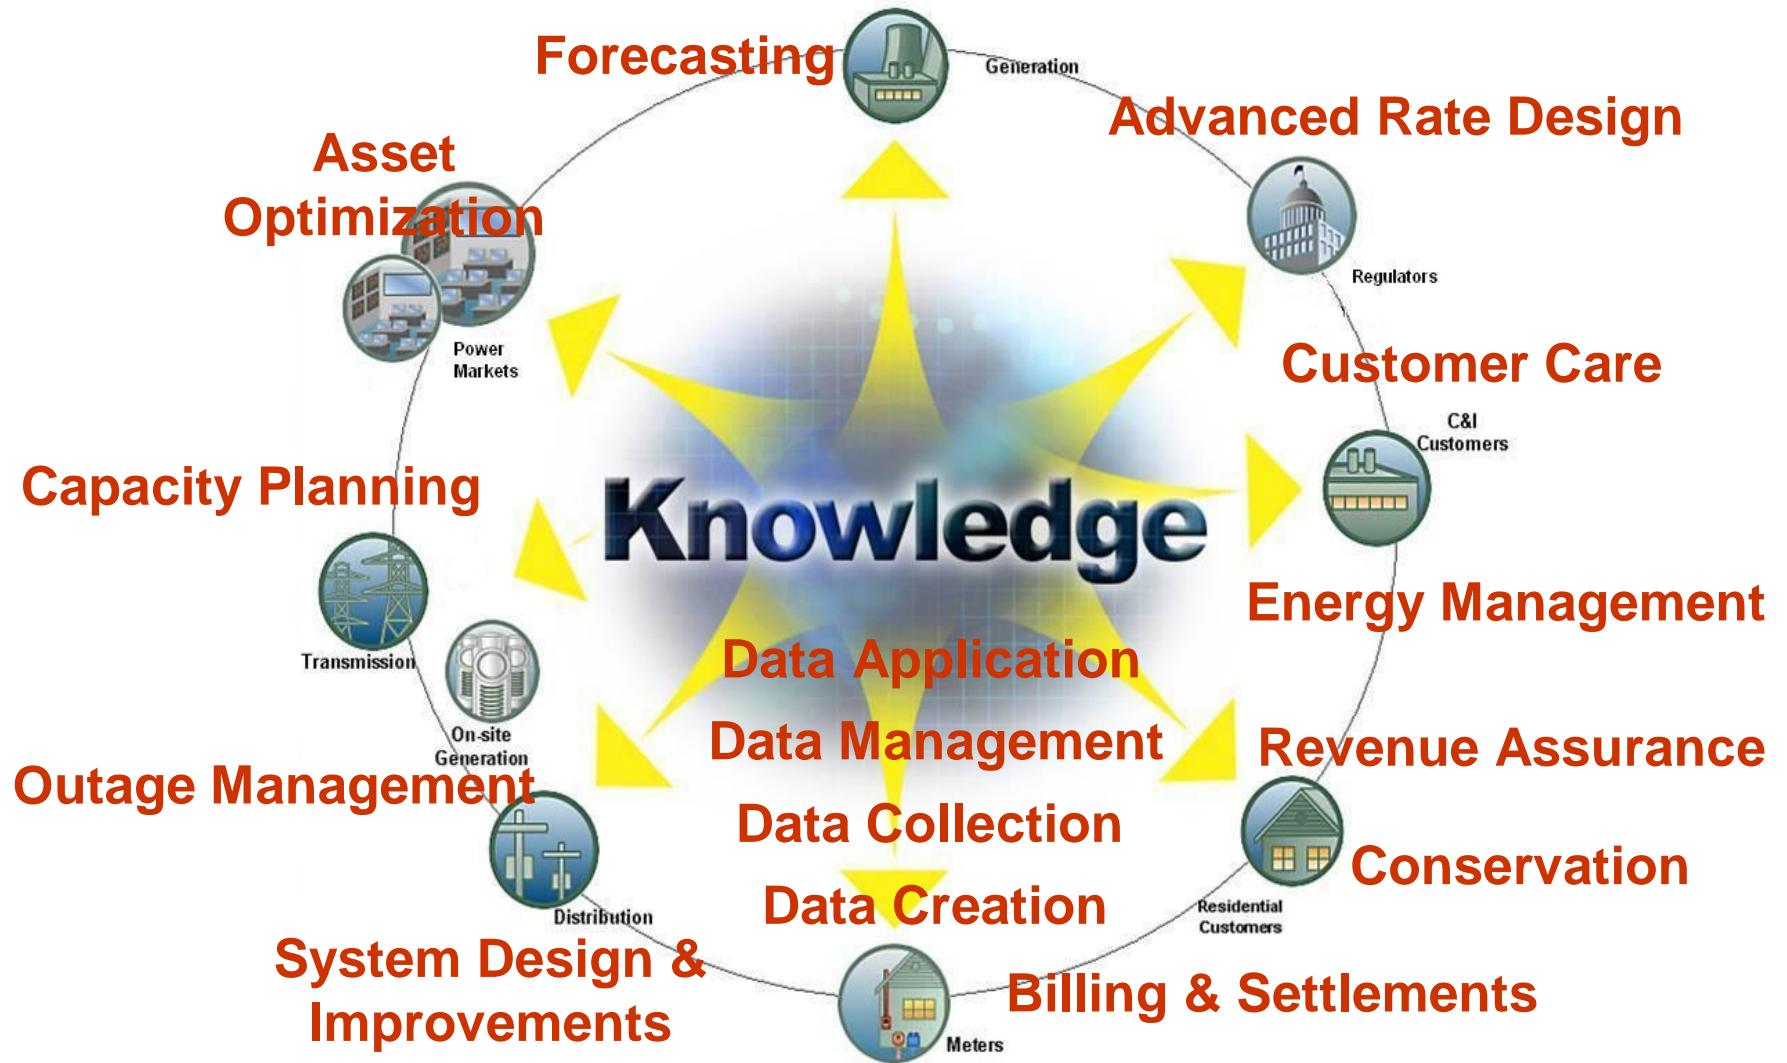 Forecasting
Generation
Advanced Rate Design
Asset
Optimization
Regulators
Power
Markets
Customer Care
C&I
Customers
Capacity Planning
Knowledge
Energy Management
Transmission
Data Application
On-site
Generation
Data Management
Revenue Assurance
Outage Management
Data Collection
Conservation
Data Creation
Residential
Customers
Distribution
System Design &
Improvements
Billing & Settlements
Meters